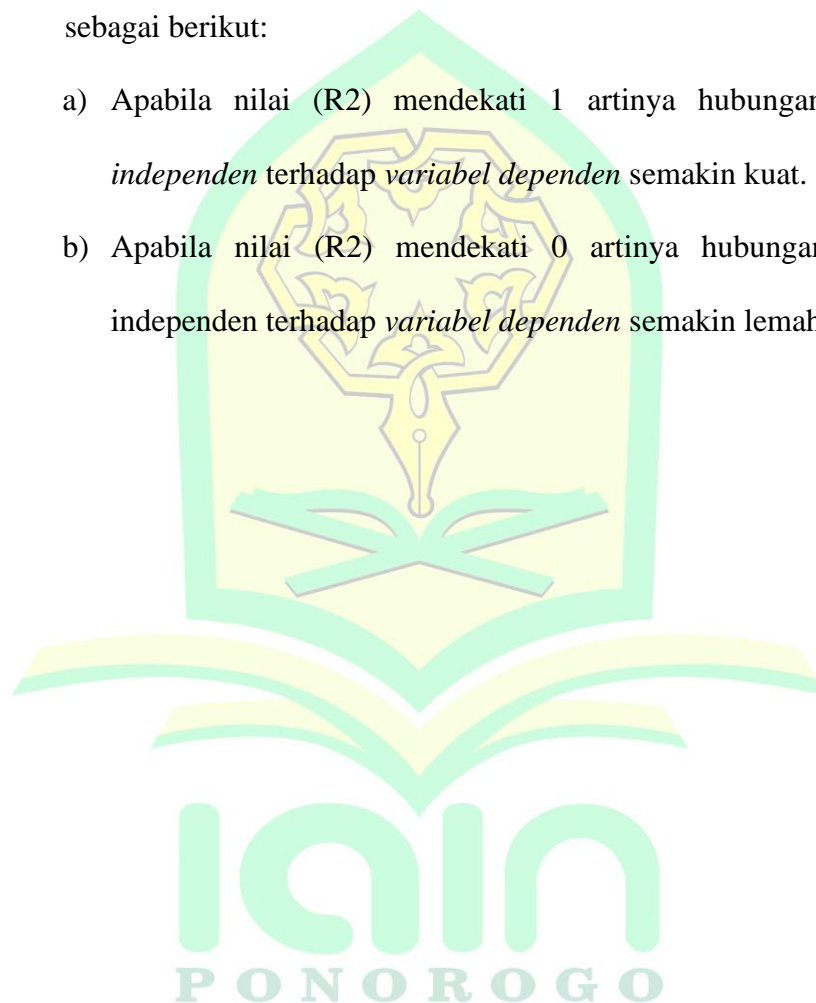 sebagai berikut:
a) Apabila nilai (R2) mendekati 1 artinya hubungan
independen terhadap variabel dependen semakin kuat.
b) Apabila nilai (R2) mendekati 0 artinya hubungan
independen terhadap variabel dependen semakin lemah
iain
PONOROGO